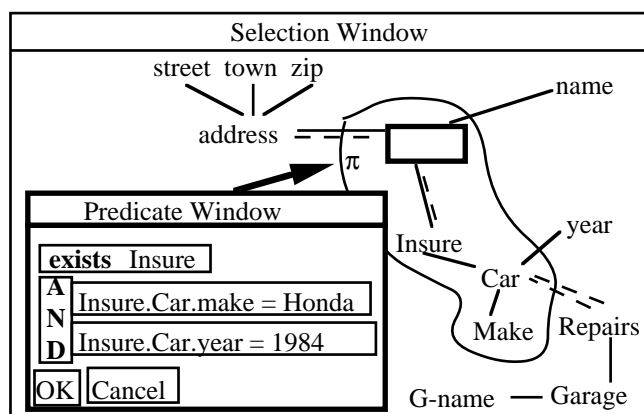 Selection Window
street town zip
name
address
π
Predicate Window
exists Insure
AND
Insure.Car.make = Honda
Insure.Car.year = 1984
OK Cancel
Insure
year
Car
Make
Repairs
G-name
Garage